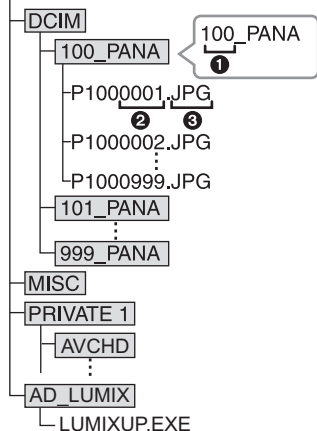 DCIM
100_PANA
100_PANA
❶
P1000001.JPG
❷ ❸
P1000002.JPG
P1000999.JPG
101_PANA
999_PANA
MISC
PRIVATE 1
AVCHD
AD_LUMIX
LUMIXUP.EXE